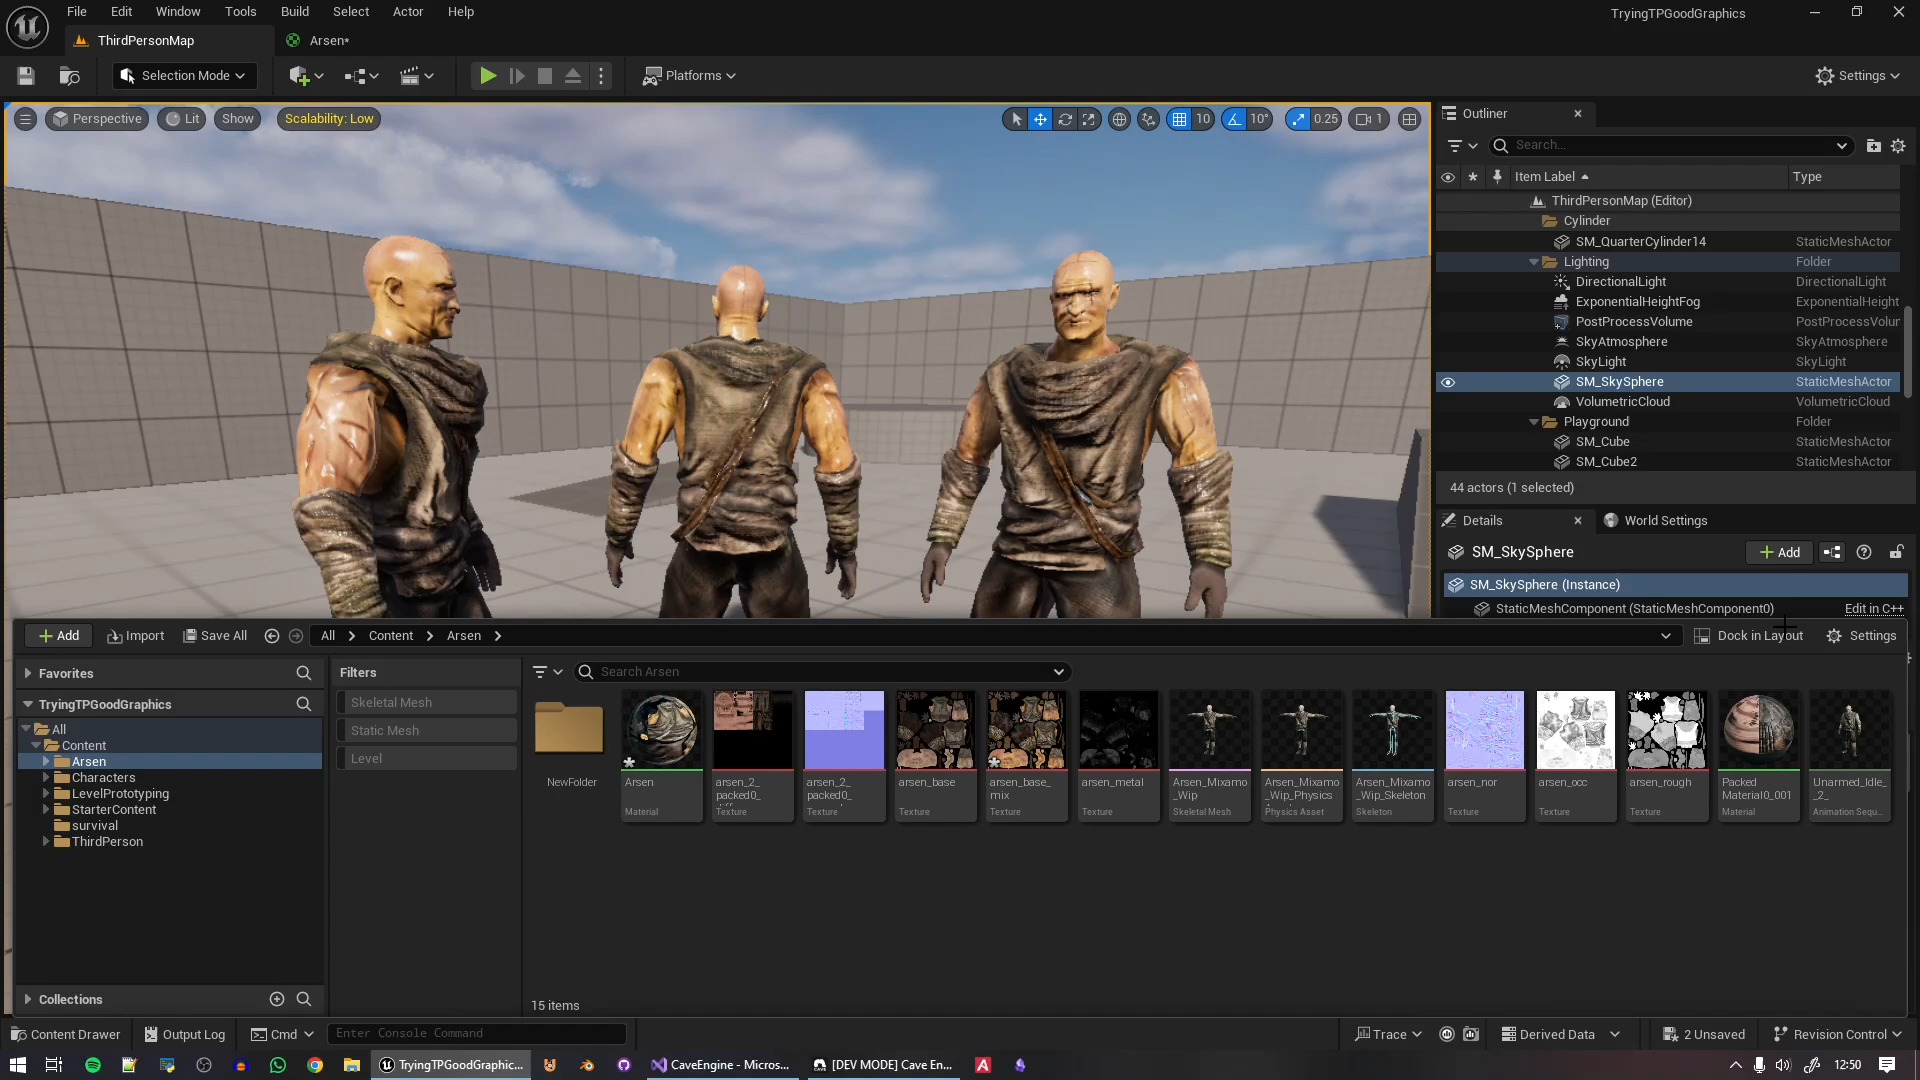 File Edit Window Tools Build Select Actor Help
TryingTPGoodGraphics
ThirdPersonMap
Arsen*
Selection Mode
Platforms
Settings
Perspective
Lit
Show
Scalability: Low
10
10°
0.25
1
Outliner
Search...
Item Label
Type
ThirdPersonMap (Editor)
Cylinder
SM_QuarterCylinder14 StaticMeshActor
Lighting Folder
DirectionalLight DirectionalLight
ExponentialHeightFog ExponentialHeight
PostProcessVolume PostProcessVolur
SkyAtmosphere SkyAtmosphere
SkyLight SkyLight
SM_SkySphere StaticMeshActor
VolumetricCloud VolumetricCloud
Playground Folder
SM_Cube StaticMeshActor
SM_Cube2 StaticMeshActor
44 actors (1 selected)
Details
World Settings
SM_SkySphere
Add
SM_SkySphere (Instance)
StaticMeshComponent (StaticMeshComponent0)
Edit in C++
Add
Import
Save All
All > Content > Arsen >
Dock in Layout
Settings
Favorites
TryingTPGoodGraphics
All
Content
Arsen
Characters
LevelPrototyping
StarterContent
survival
ThirdPerson
Collections
Filters
Skeletal Mesh
Static Mesh
Level
Search Arsen
NewFolder
Arsen
Material
arsen_2_
packed0_
Texture
arsen_2_
packed0_
Texture
arsen_base
Texture
arsen_base_
mix
Texture
arsen_metal
Texture
Arsen_Mixamo
_Wip
Skeletal Mesh
Arsen_Mixamo
_Wip_Physics
Physics Asset
Arsen_Mixamo
_Wip_Skeleton
Skeleton
arsen_nor
Texture
arsen_occ
Texture
arsen_rough
Texture
Packed
Material0_001
Material
Unarmed_Idle_
_2_
Animation Sequ...
15 items
Content Drawer
Output Log
Cmd
Enter Console Command
Trace
Derived Data
2 Unsaved
Revision Control
TryingTPGoodGraphic...
CaveEngine - Micros...
[DEV MODE] Cave En...
12:50